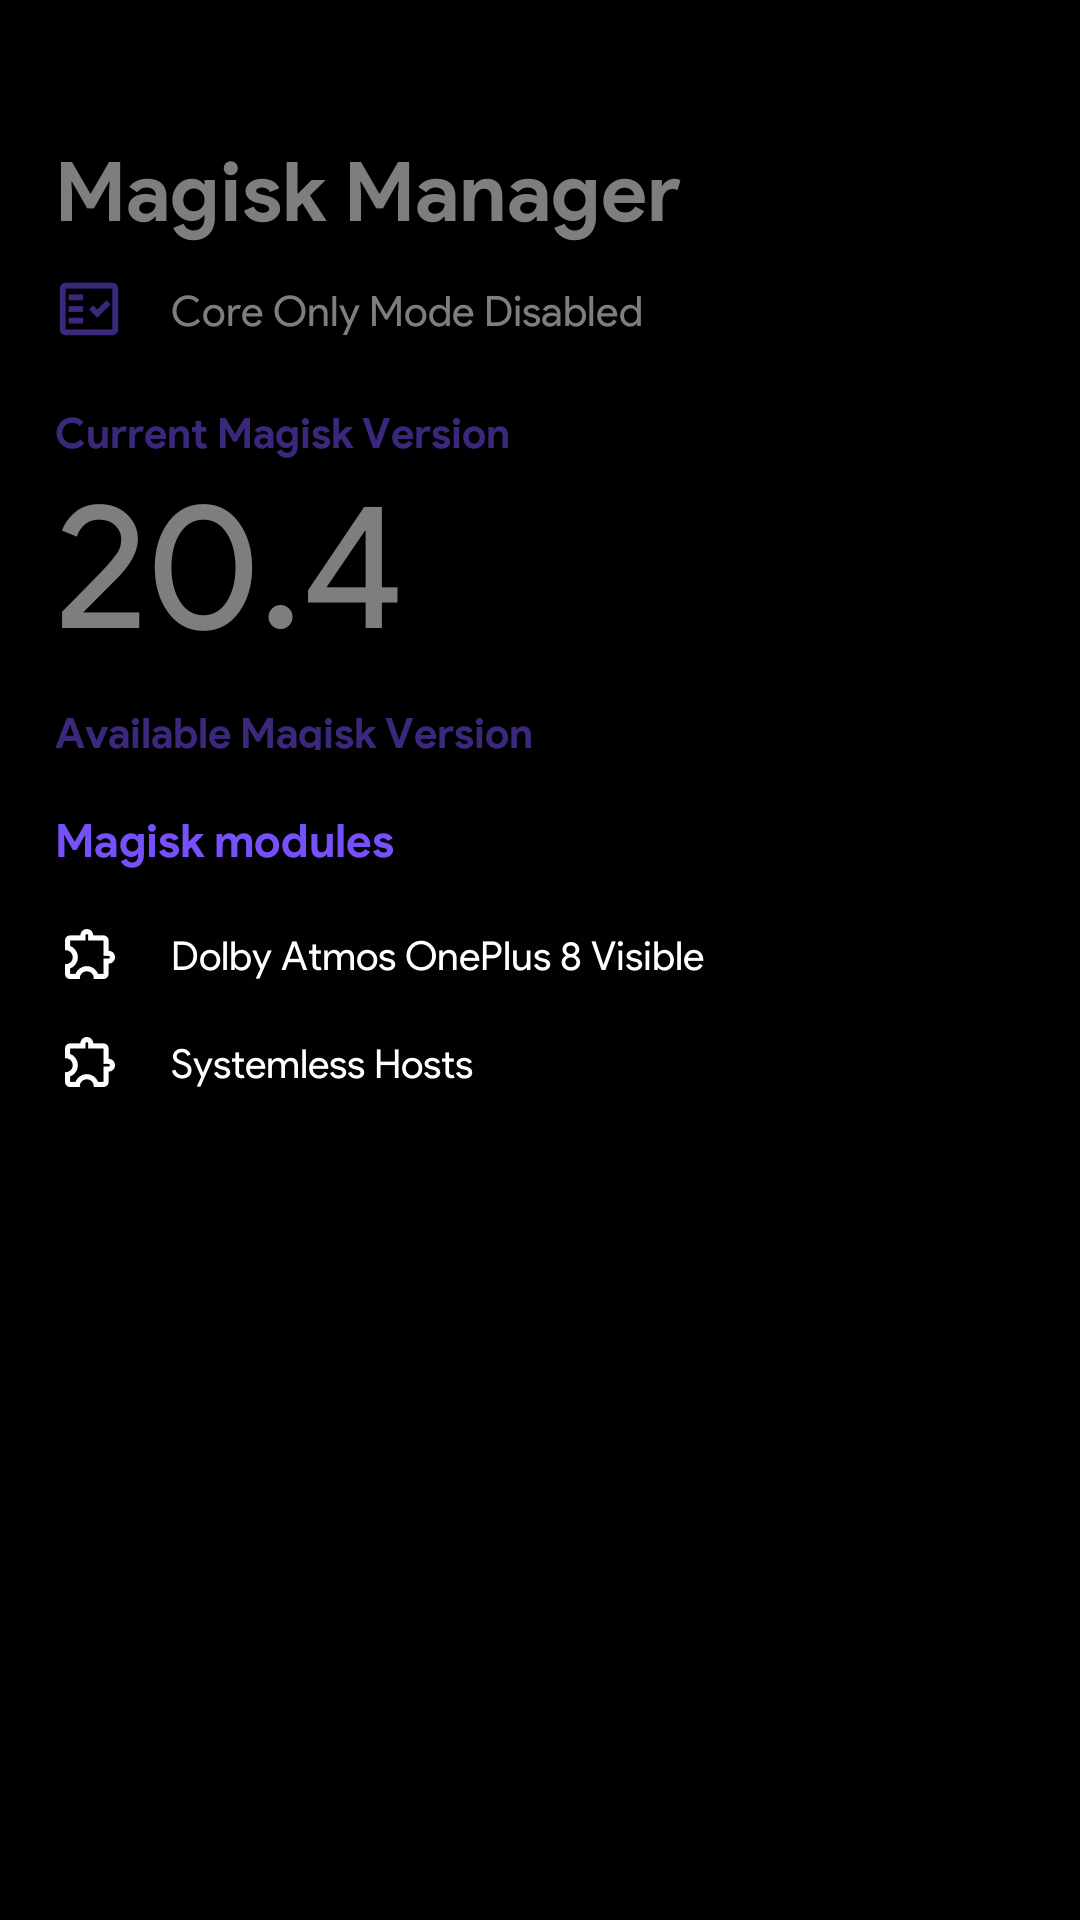 Magisk Manager
Core Only Mode Disabled
Current Magisk Version
20.4
Available Magisk Version
Magisk modules
Dolby Atmos OnePlus 8 Visible
Systemless Hosts